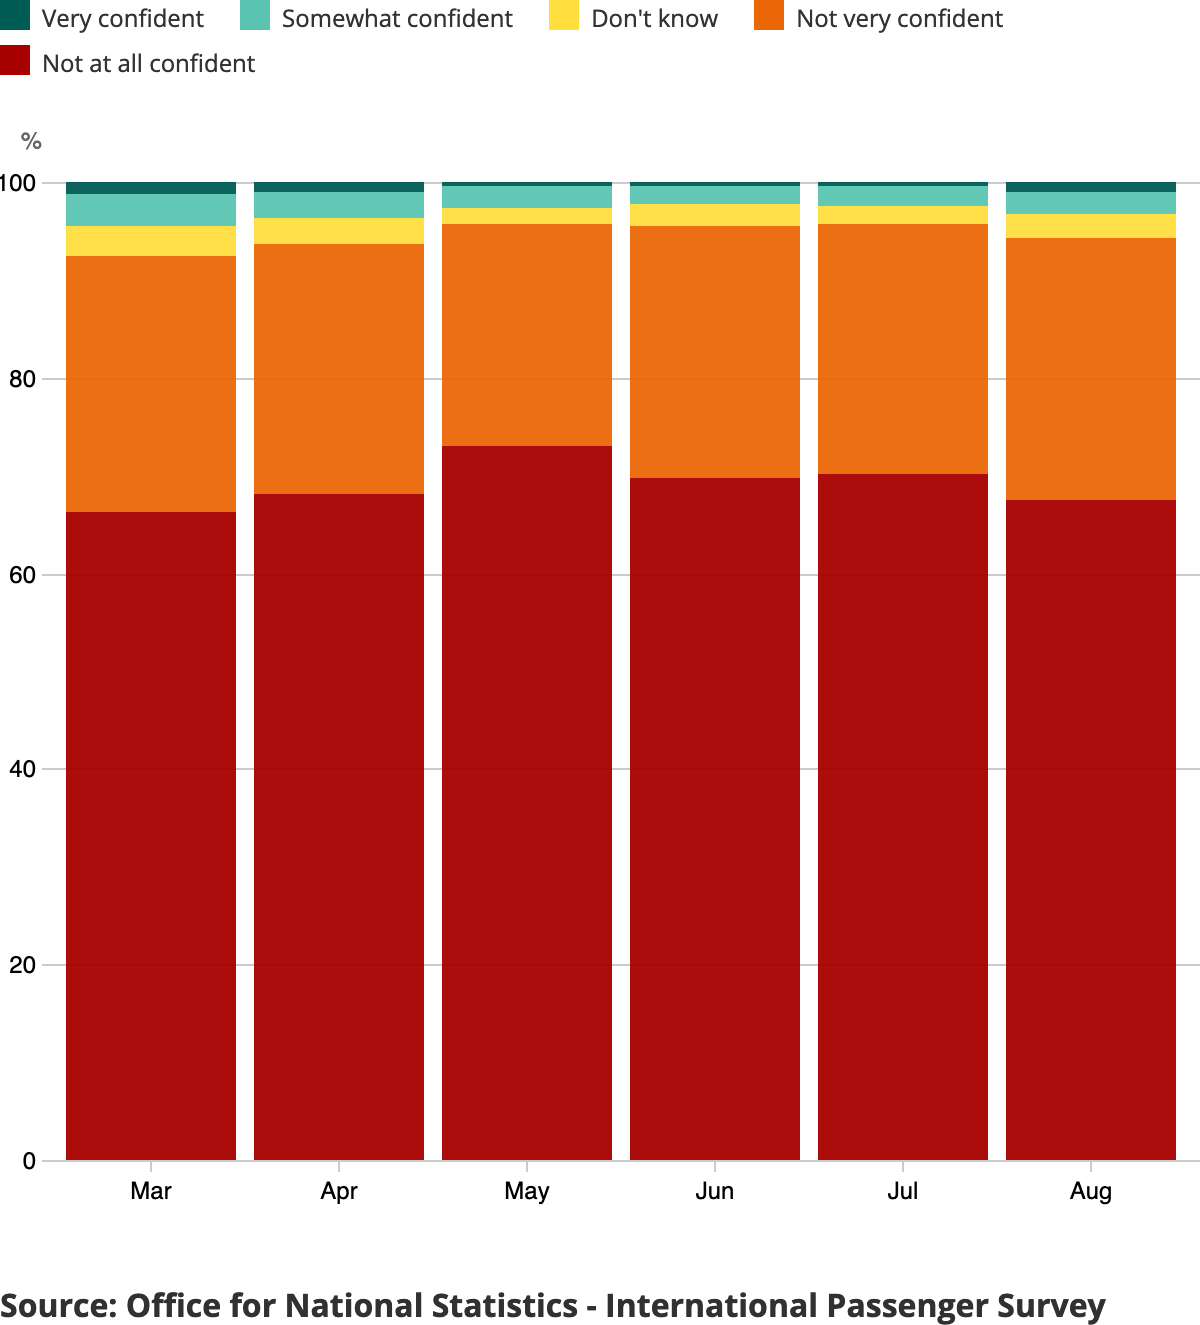 Very confident Somewhat confident Don't know Not very confident
Not at all confident
%
100
80
60
40
20
0
Mar Apr May Jun Jul Aug
Source: Office for National Statistics - International Passenger Survey